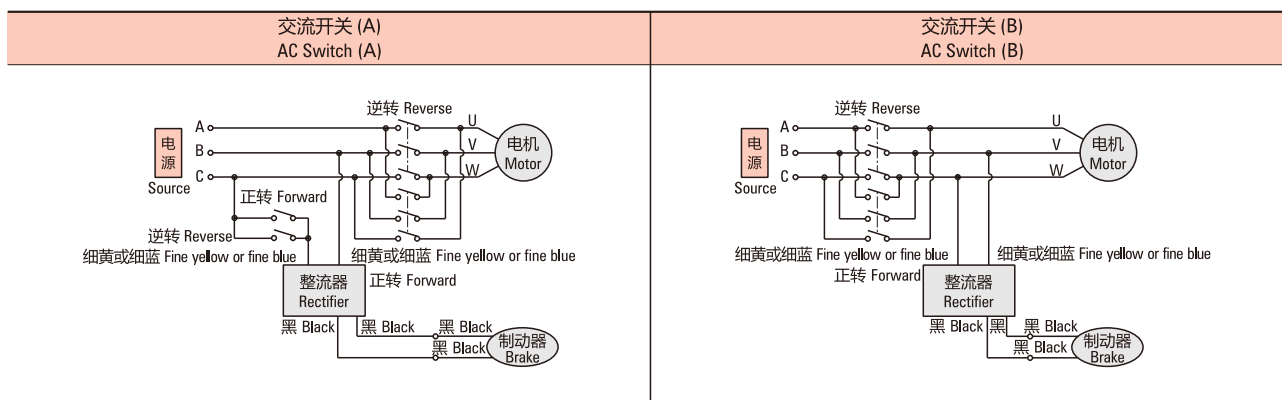 交流开关 (A)
AC Switch (A)
逆转 Reverse
A
B
C
电
源
Source
U
V
W
电机
Motor
正转 Forward
逆转 Reverse
细黄或细蓝 Fine yellow or fine blue
细黄或细蓝 Fine yellow or fine blue
正转 Forward
整流器
Rectifier
黑 Black
黑 Black
黑 Black
黑 Black
制动器
Brake
交流开关 (B)
AC Switch (B)
逆转 Reverse
A
B
C
电
源
Source
U
V
W
电机
Motor
细黄或细蓝 Fine yellow or fine blue
细黄或细蓝 Fine yellow or fine blue
正转 Forward
整流器
Rectifier
黑 Black
黑
黑 Black
黑 Black
制动器
Brake